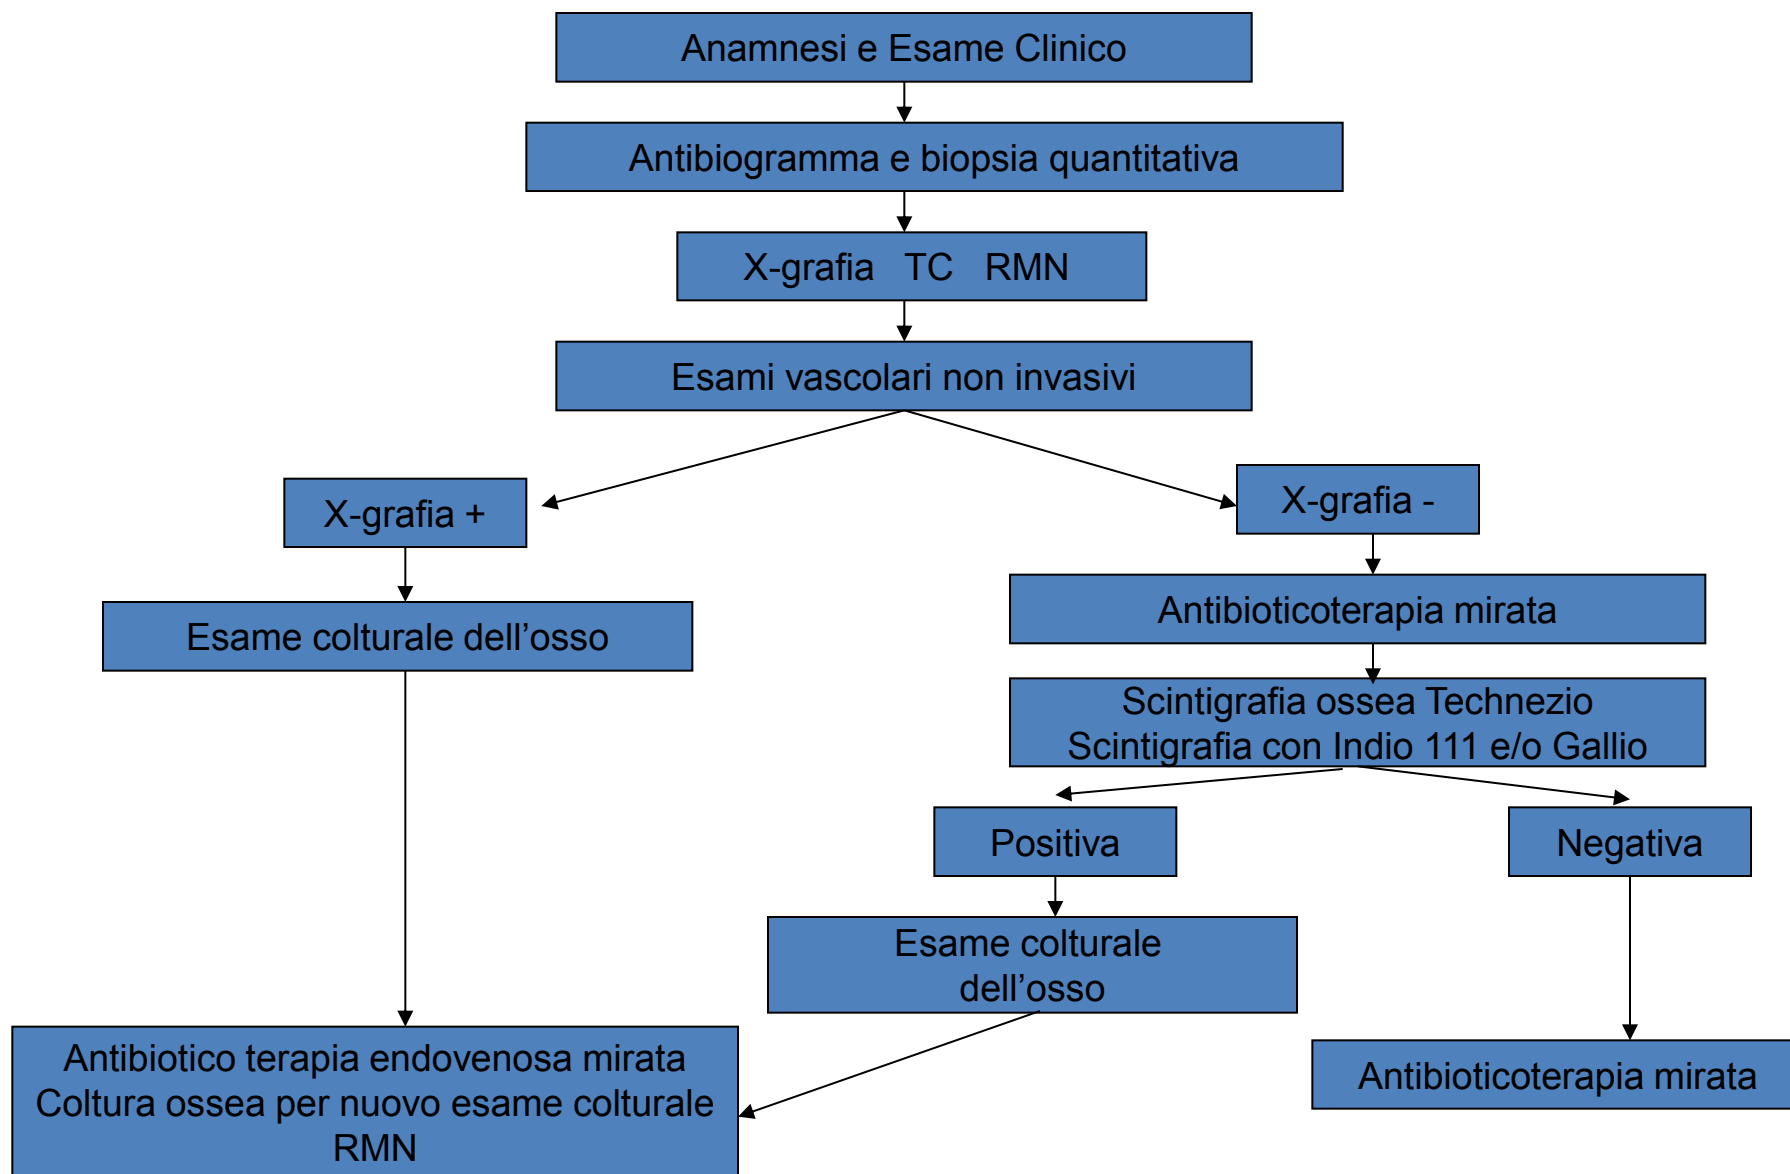 Anamnesi e Esame Clinico
Antibiogramma e biopsia quantitativa
X-grafia TC RMN
Esami vascolari non invasivi
X-grafia +
X-grafia -
Esame colturale dell’osso
Antibioticoterapia mirata
Scintigrafia ossea Technezio
Scintigrafia con Indio 111 e/o Gallio
Positiva
Negativa
Esame colturale
dell’osso
Antibiotico terapia endovenosa mirata
Coltura ossea per nuovo esame colturale
RMN
Antibioticoterapia mirata